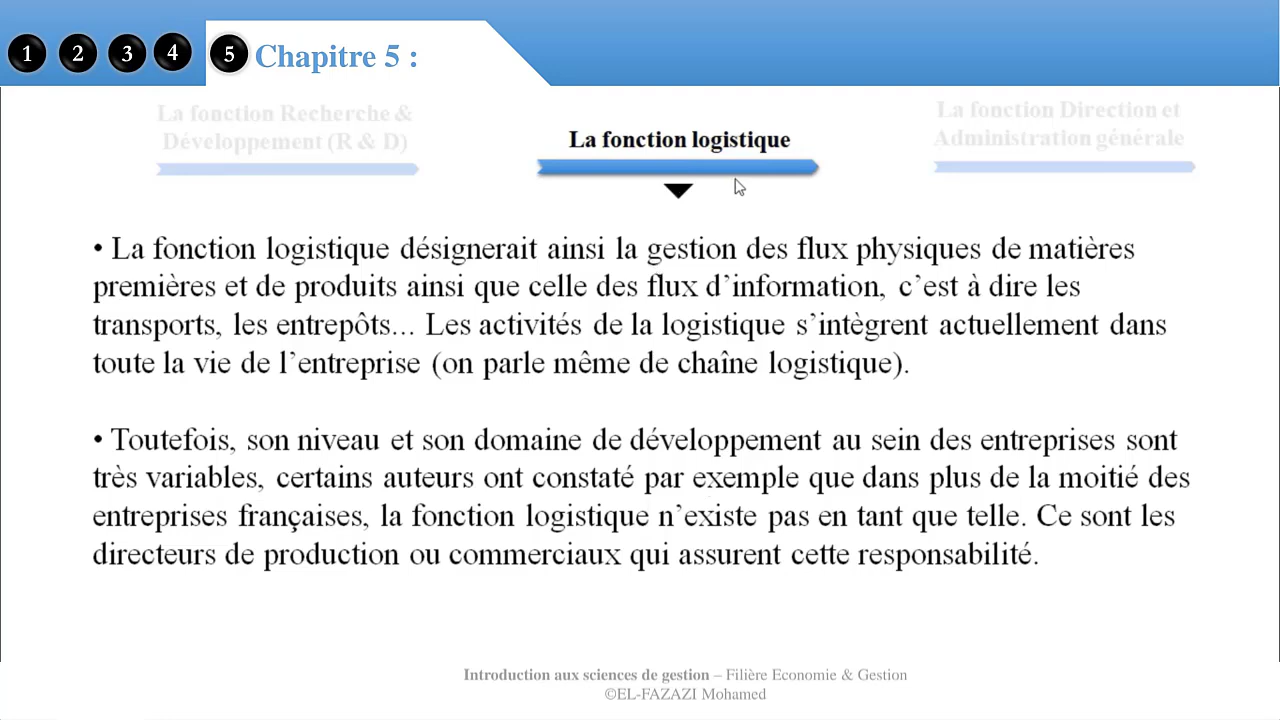 1 2 3 4 5 Chapitre 5 :
La fonction Recherche &
Développement (R & D)
La fonction logistique
La fonction Direction et
Administration générale
• La fonction logistique désignerait ainsi la gestion des flux physiques de matières
premières et de produits ainsi que celle des flux d’information, c’est à dire les
transports, les entrepôts... Les activités de la logistique s’intègrent actuellement dans
toute la vie de l’entreprise (on parle même de chaîne logistique).
• Toutefois, son niveau et son domaine de développement au sein des entreprises sont
très variables, certains auteurs ont constaté par exemple que dans plus de la moitié des
entreprises françaises, la fonction logistique n’existe pas en tant que telle. Ce sont les
directeurs de production ou commerciaux qui assurent cette responsabilité.
Introduction aux sciences de gestion – Filière Economie & Gestion
©EL-FAZAZI Mohamed